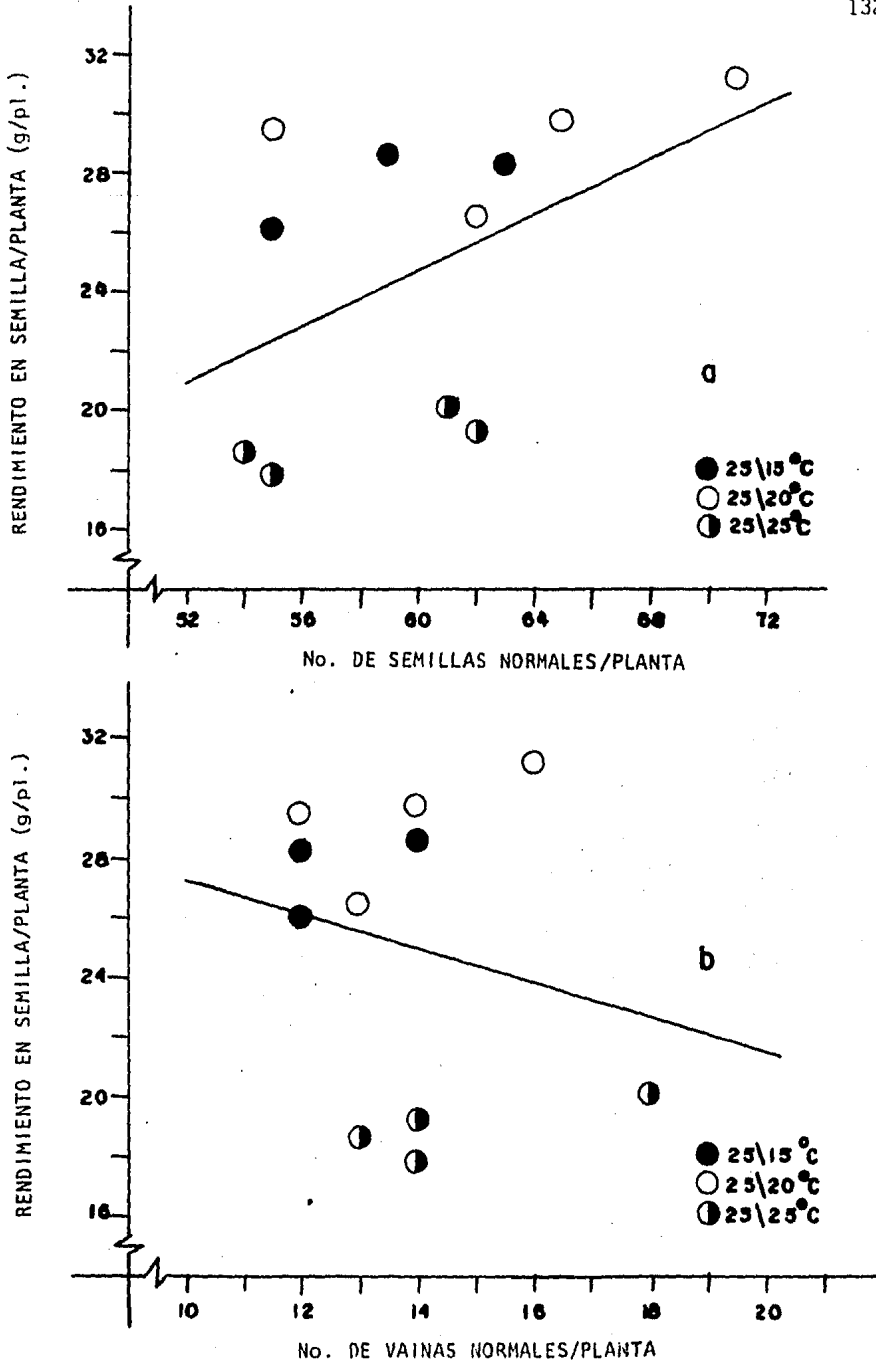 132
RENDIMIENTO EN SEMILLA/PLANTA (g/pl.)
32
28
24
20
16
a
25\15°C
25\20°C
25\25°C
52 56 60 64 68 72
No. DE SEMILLAS NORMALES/PLANTA
RENDIMIENTO EN SEMILLA/PLANTA (g/pl.)
32
28
24
20
16
b
25\15°C
25\20°C
25\25°C
10 12 14 16 18 20
No. DE VAINAS NORMALES/PLANTA